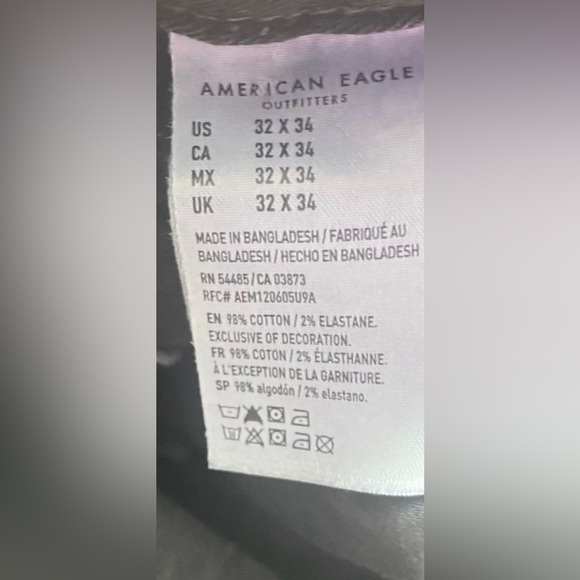 AMERICAN EAGLE
OUTFITTERS
US 32 X 34
CA 32 X 34
MX 32 X 34
UK 32 X 34
MADE IN BANGLADESH / FABRIQUÉ AU
BANGLADESH / HECHO EN BANGLADESH
RN 54485/CA 03873
RFC# AEM120605U9A
EN 98% COTTON / 2% ELASTANE.
EXCLUSIVE OF DECORATION.
FR 98% COTON / 2% ÉLASTHANNE.
À L'EXCEPTION DE LA GARNITURE.
SP 98% algodón / 2% elastano.